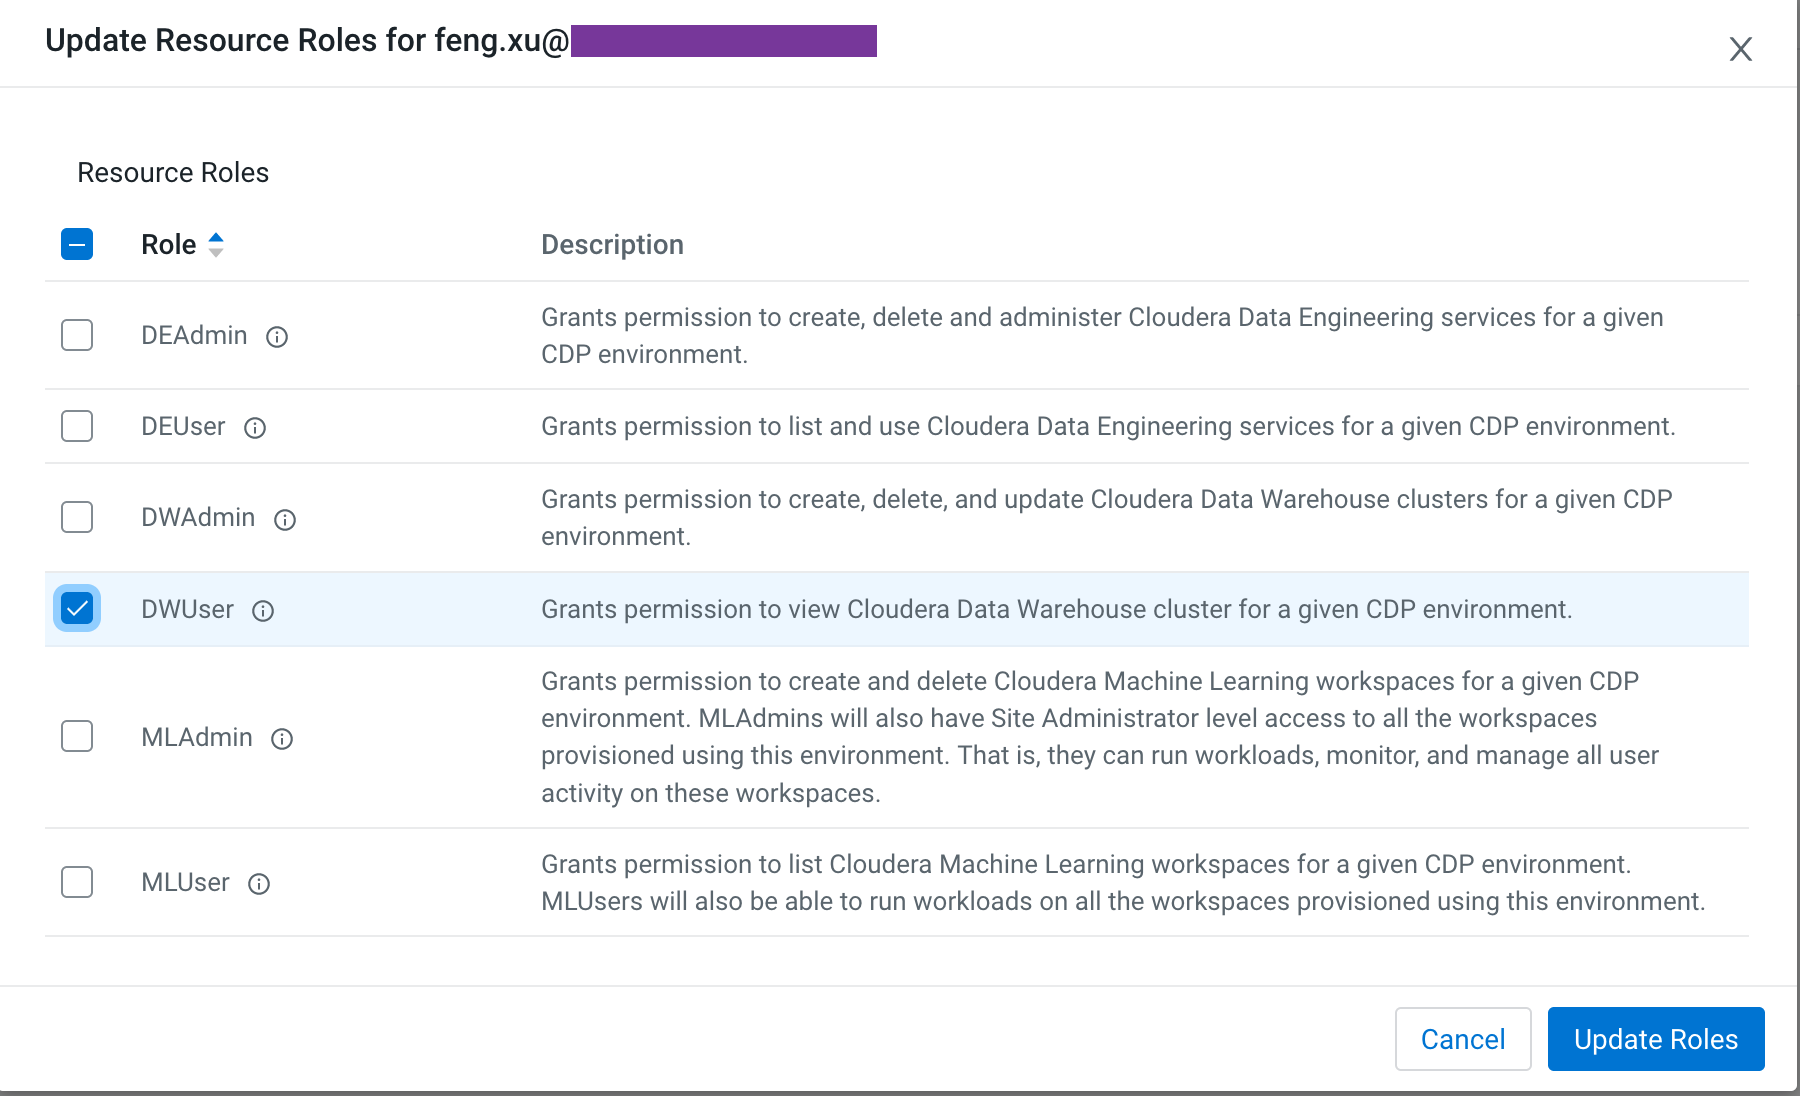 Update Resource Roles for feng.xu@
Resource Roles
Role Description
DEAdmin Grants permission to create, delete and administer Cloudera Data Engineering services for a given
CDP environment.
DEUser Grants permission to list and use Cloudera Data Engineering services for a given CDP environment.
DWAdmin Grants permission to create, delete, and update Cloudera Data Warehouse clusters for a given CDP
environment.
DWUser Grants permission to view Cloudera Data Warehouse cluster for a given CDP environment.
MLAdmin Grants permission to create and delete Cloudera Machine Learning workspaces for a given CDP
environment. MLAdmins will also have Site Administrator level access to all the workspaces
provisioned using this environment. That is, they can run workloads, monitor, and manage all user
activity on these workspaces.
MLUser Grants permission to list Cloudera Machine Learning workspaces for a given CDP environment.
MLUsers will also be able to run workloads on all the workspaces provisioned using this environment.
Cancel Update Roles